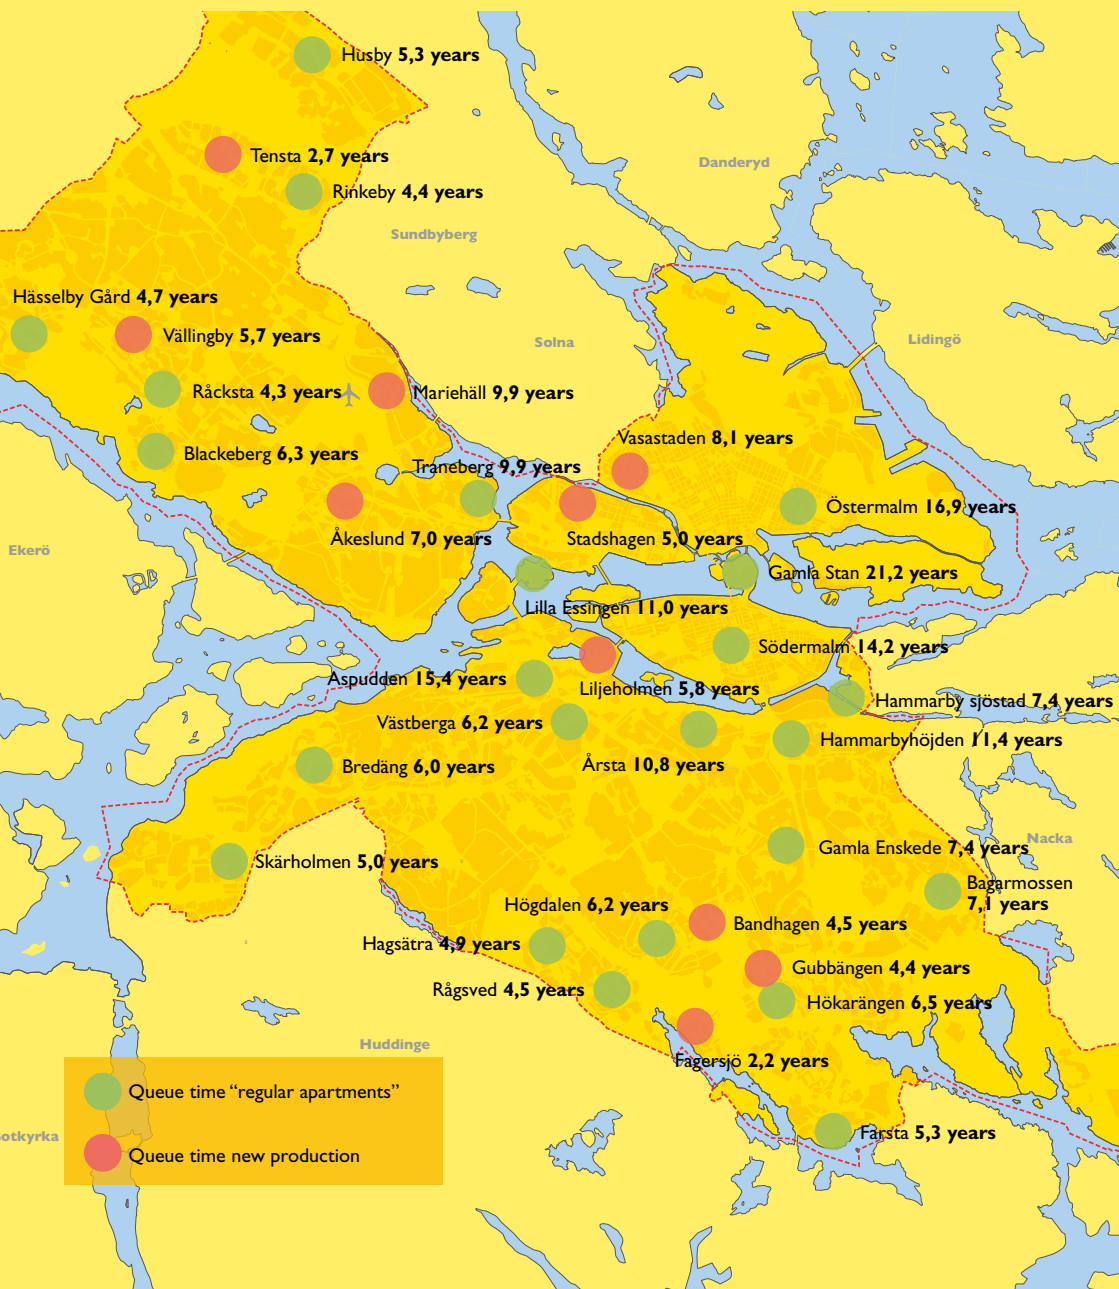 Husby 5,3 years
Tensta 2,7 years
Danderyd
Rinkeby 4,4 years
Sundbyberg
Hässelby Gård 4,7 years
Vällingby 5,7 years
Solna
Lidingö
Råcksta 4,3 years
Mariehäll 9,9 years
Vasastaden 8,1 years
Blackeberg 6,3 years
Traneberg 9,9 years
Östermalm 16,9 years
Åkeslund 7,0 years
Stadshagen 5,0 years
Ekerö
Gamla Stan 21,2 years
Lilla Essingen 11,0 years
Södermalm 14,2 years
Aspudden 15,4 years
Liljeholmen 5,8 years
Hammarby sjöstad 7,4 years
Västberga 6,2 years
Hammarbyhöjden 11,4 years
Årsta 10,8 years
Bredäng 6,0 years
Nacka
Gamla Enskede 7,4 years
Skärholmen 5,0 years
Bagarmossen
7,1 years
Högdalen 6,2 years
Bandhagen 4,5 years
Hagsätra 4,9 years
Gubbängen 4,4 years
Rågsved 4,5 years
Hökarängen 6,5 years
Huddinge
Fagersjö 2,2 years
Queue time “regular apartments”
Farsta 5,3 years
otkyrka
Queue time new production